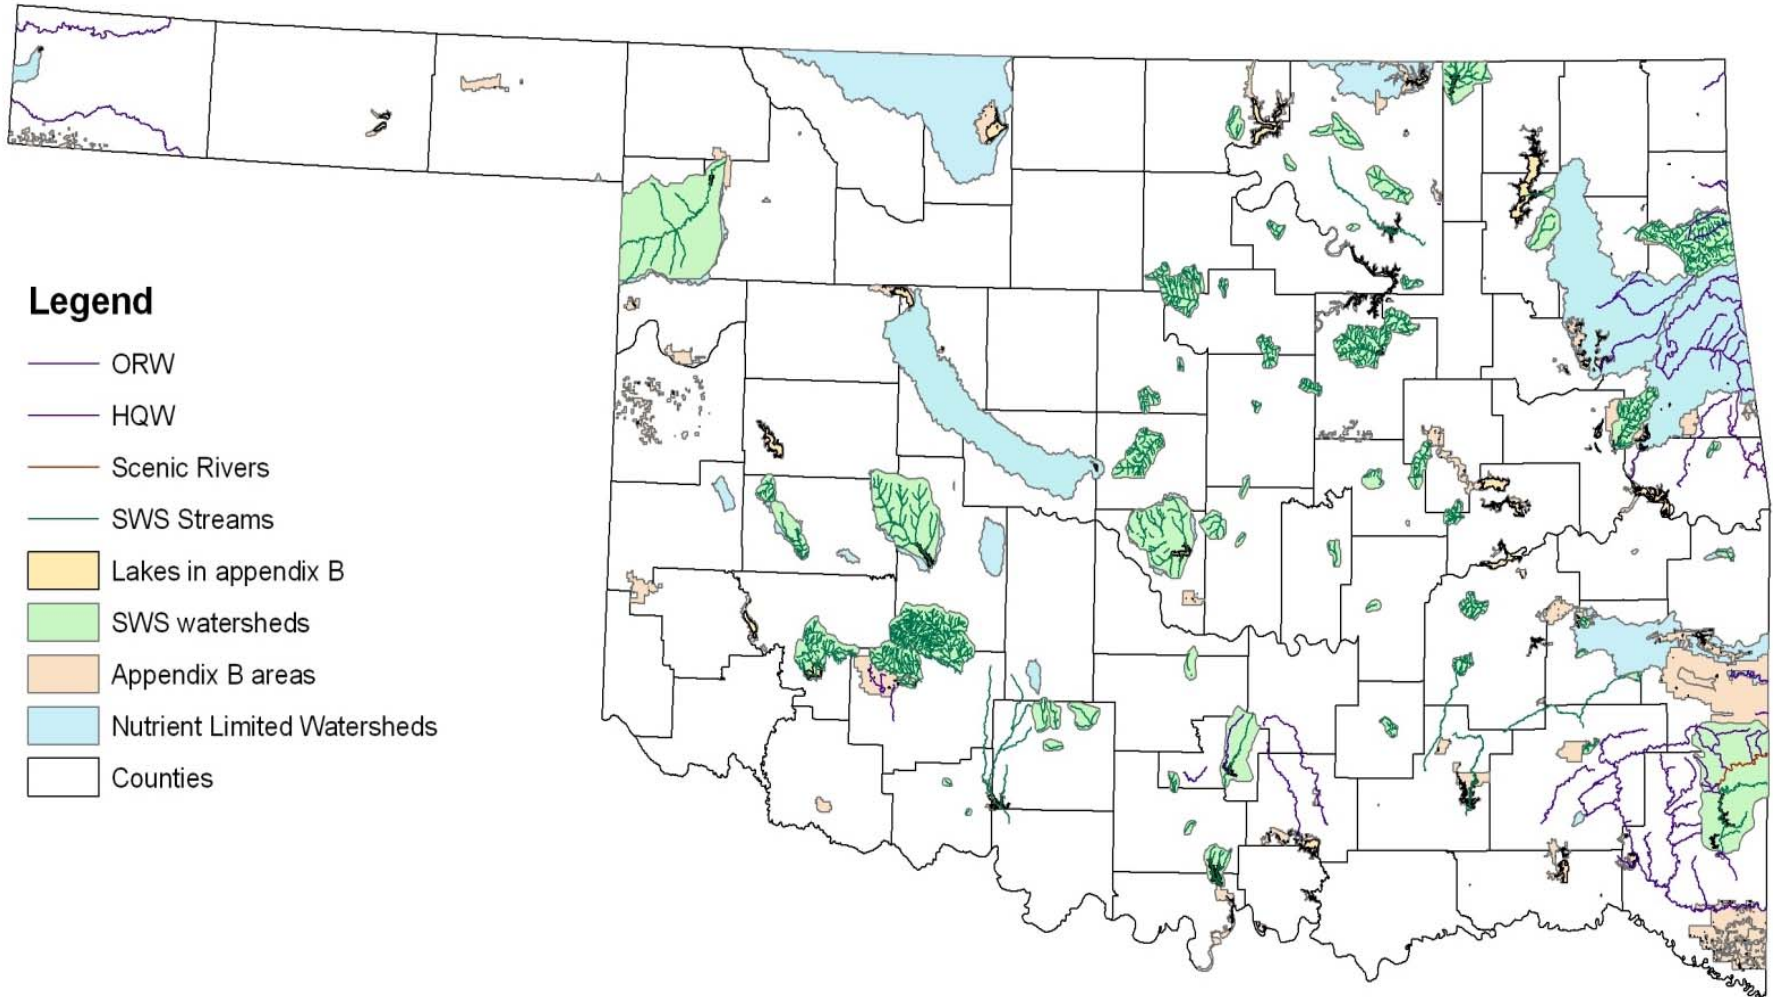 Legend
ORW
HQW
Scenic Rivers
SWS Streams
Lakes in appendix B
SWS watersheds
Appendix B areas
Nutrient Limited Watersheds
Counties